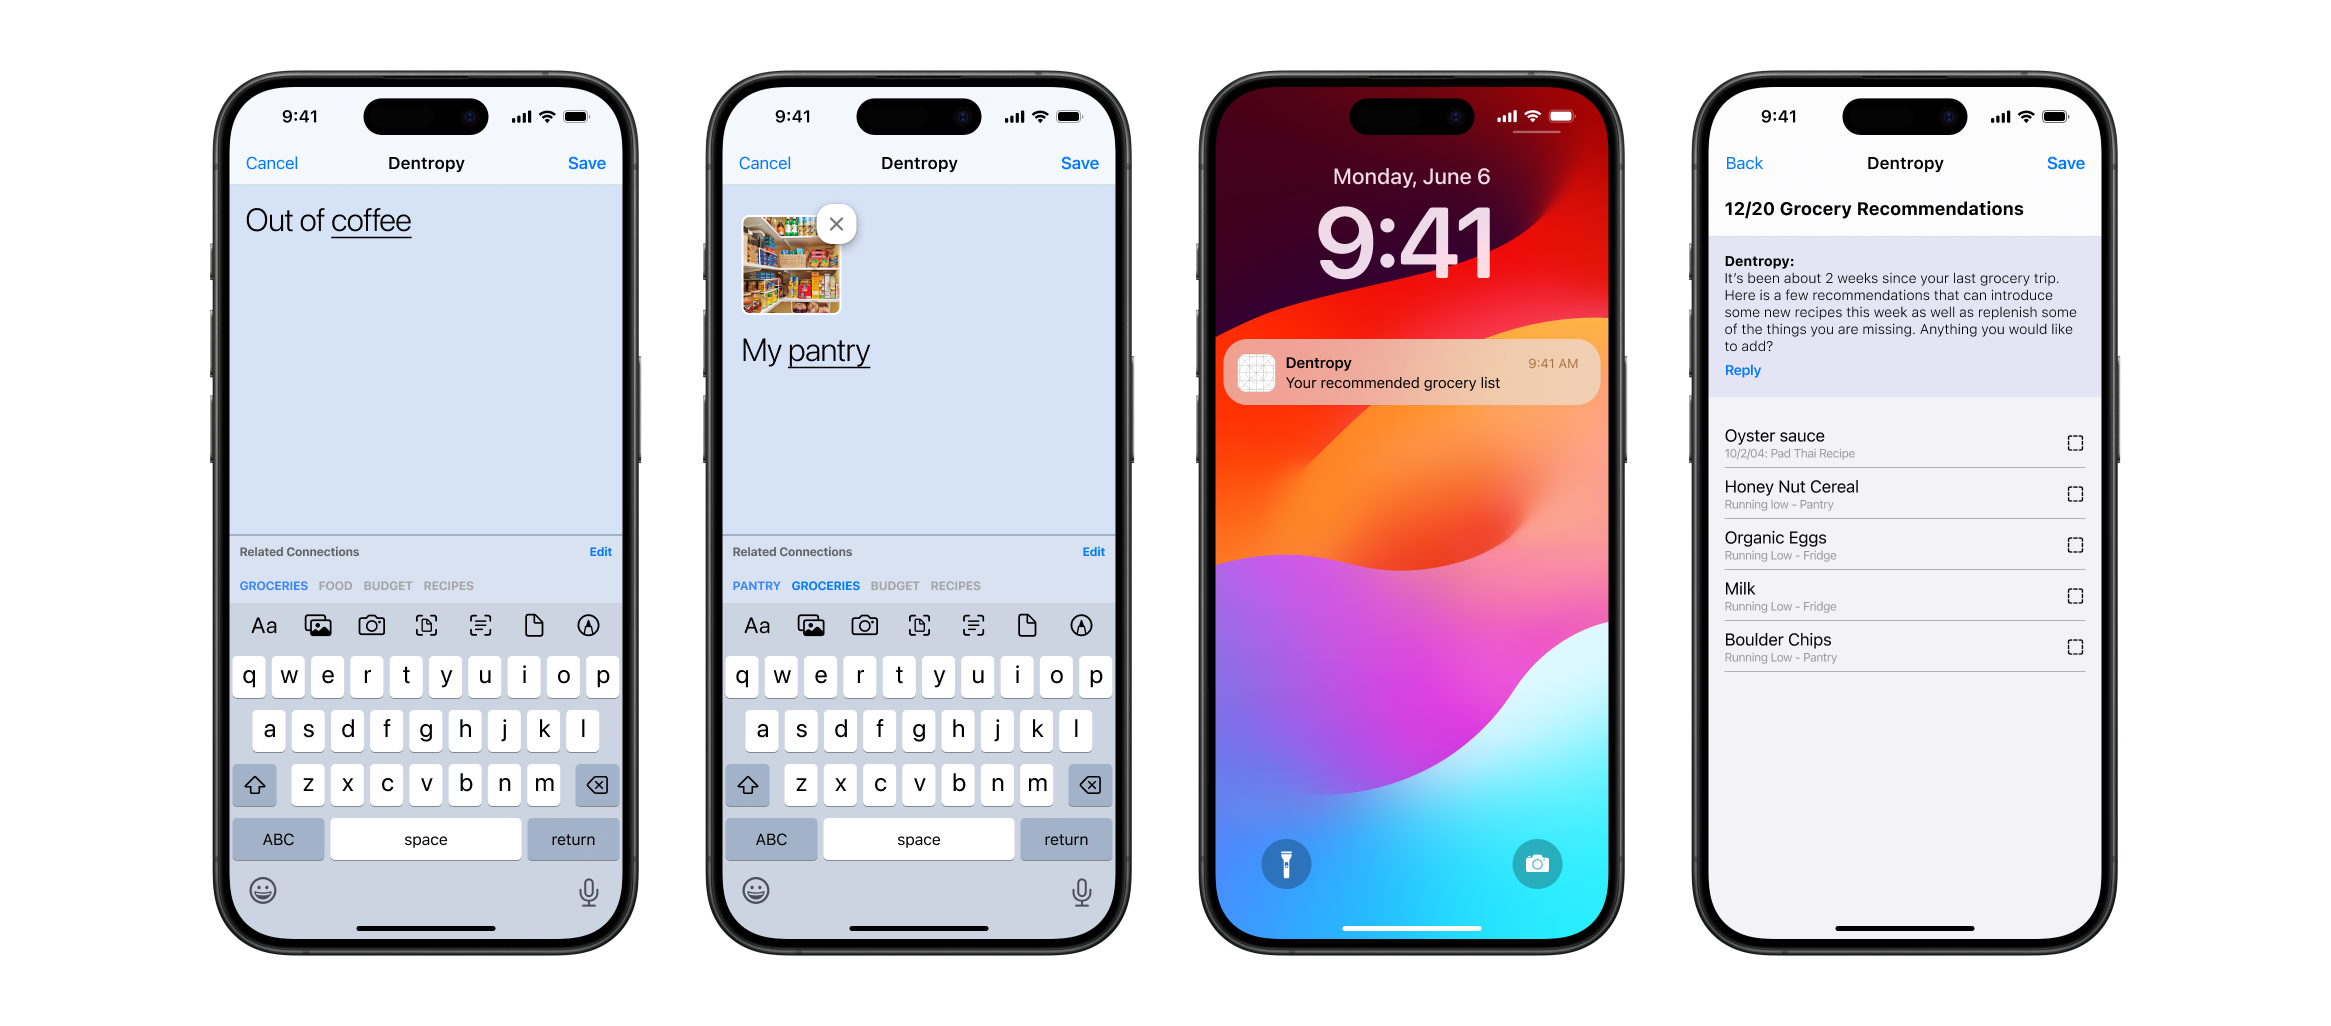 9:41
Cancel Dentropy Save
Out of coffee
Related Connections Edit
GROCERIES FOOD BUDGET RECIPES
Aa
q w e r t y u i o p
a s d f g h j k l
z x c v b n m
ABC space return
9:41
Cancel Dentropy Save
My pantry
Related Connections Edit
PANTRY GROCERIES BUDGET RECIPES
Aa
q w e r t y u i o p
a s d f g h j k l
z x c v b n m
ABC space return
Monday, June 6
9:41
Dentropy 9:41 AM
Your recommended grocery list
9:41
Back Dentropy Save
12/20 Grocery Recommendations
Dentropy:
It's been about 2 weeks since your last grocery trip.
Here is a few recommendations that can introduce
some new recipes this week as well as replenish some
of the things you are missing. Anything you would like
to add?
Reply
Oyster sauce
10/2/04: Pad Thai Recipe
Honey Nut Cereal
Running low - Pantry
Organic Eggs
Running Low - Fridge
Milk
Running Low - Fridge
Boulder Chips
Running Low - Pantry